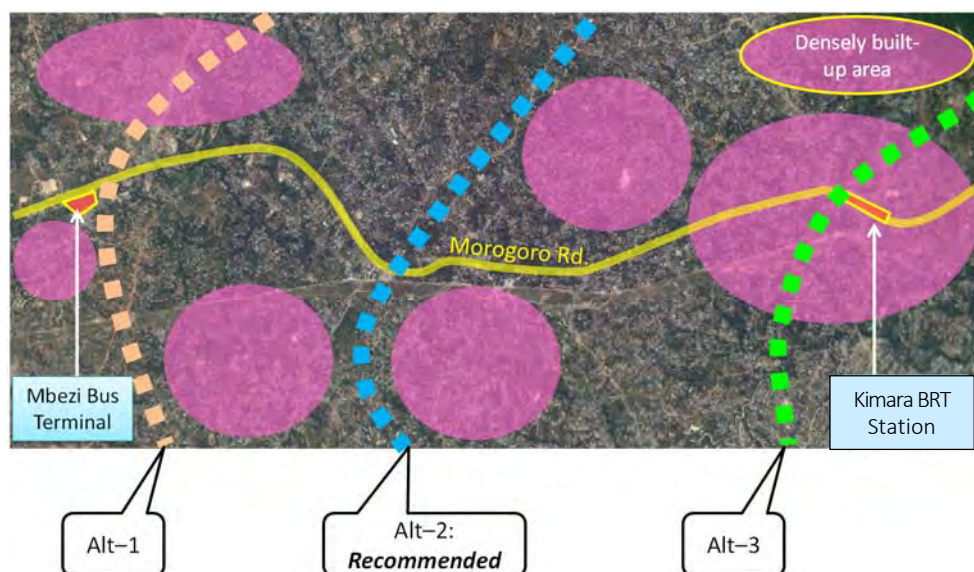 Densely built-
up area
Morogoro Rd.
Mbezi Bus
Terminal
Kimara BRT
Station
Alt–1
Alt–2:
Recommended
Alt–3